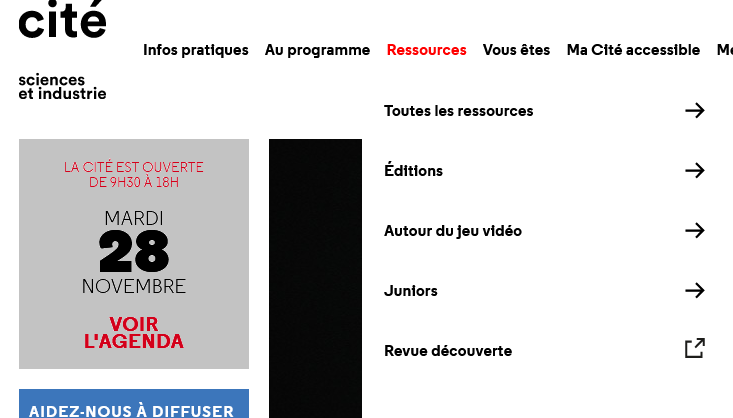 cité
sciences
et industrie
Infos pratiques
Au programme
Ressources
Vous êtes
Ma Cité accessible
Toutes les ressources
Éditions
Autour du jeu vidéo
Juniors
Revue découverte
LA CITÉ EST OUVERTE
DE 9H30 À 18H
MARDI
28
NOVEMBRE
VOIR
L'AGENDA
AIDEZ-NOUS À DIFFUSER